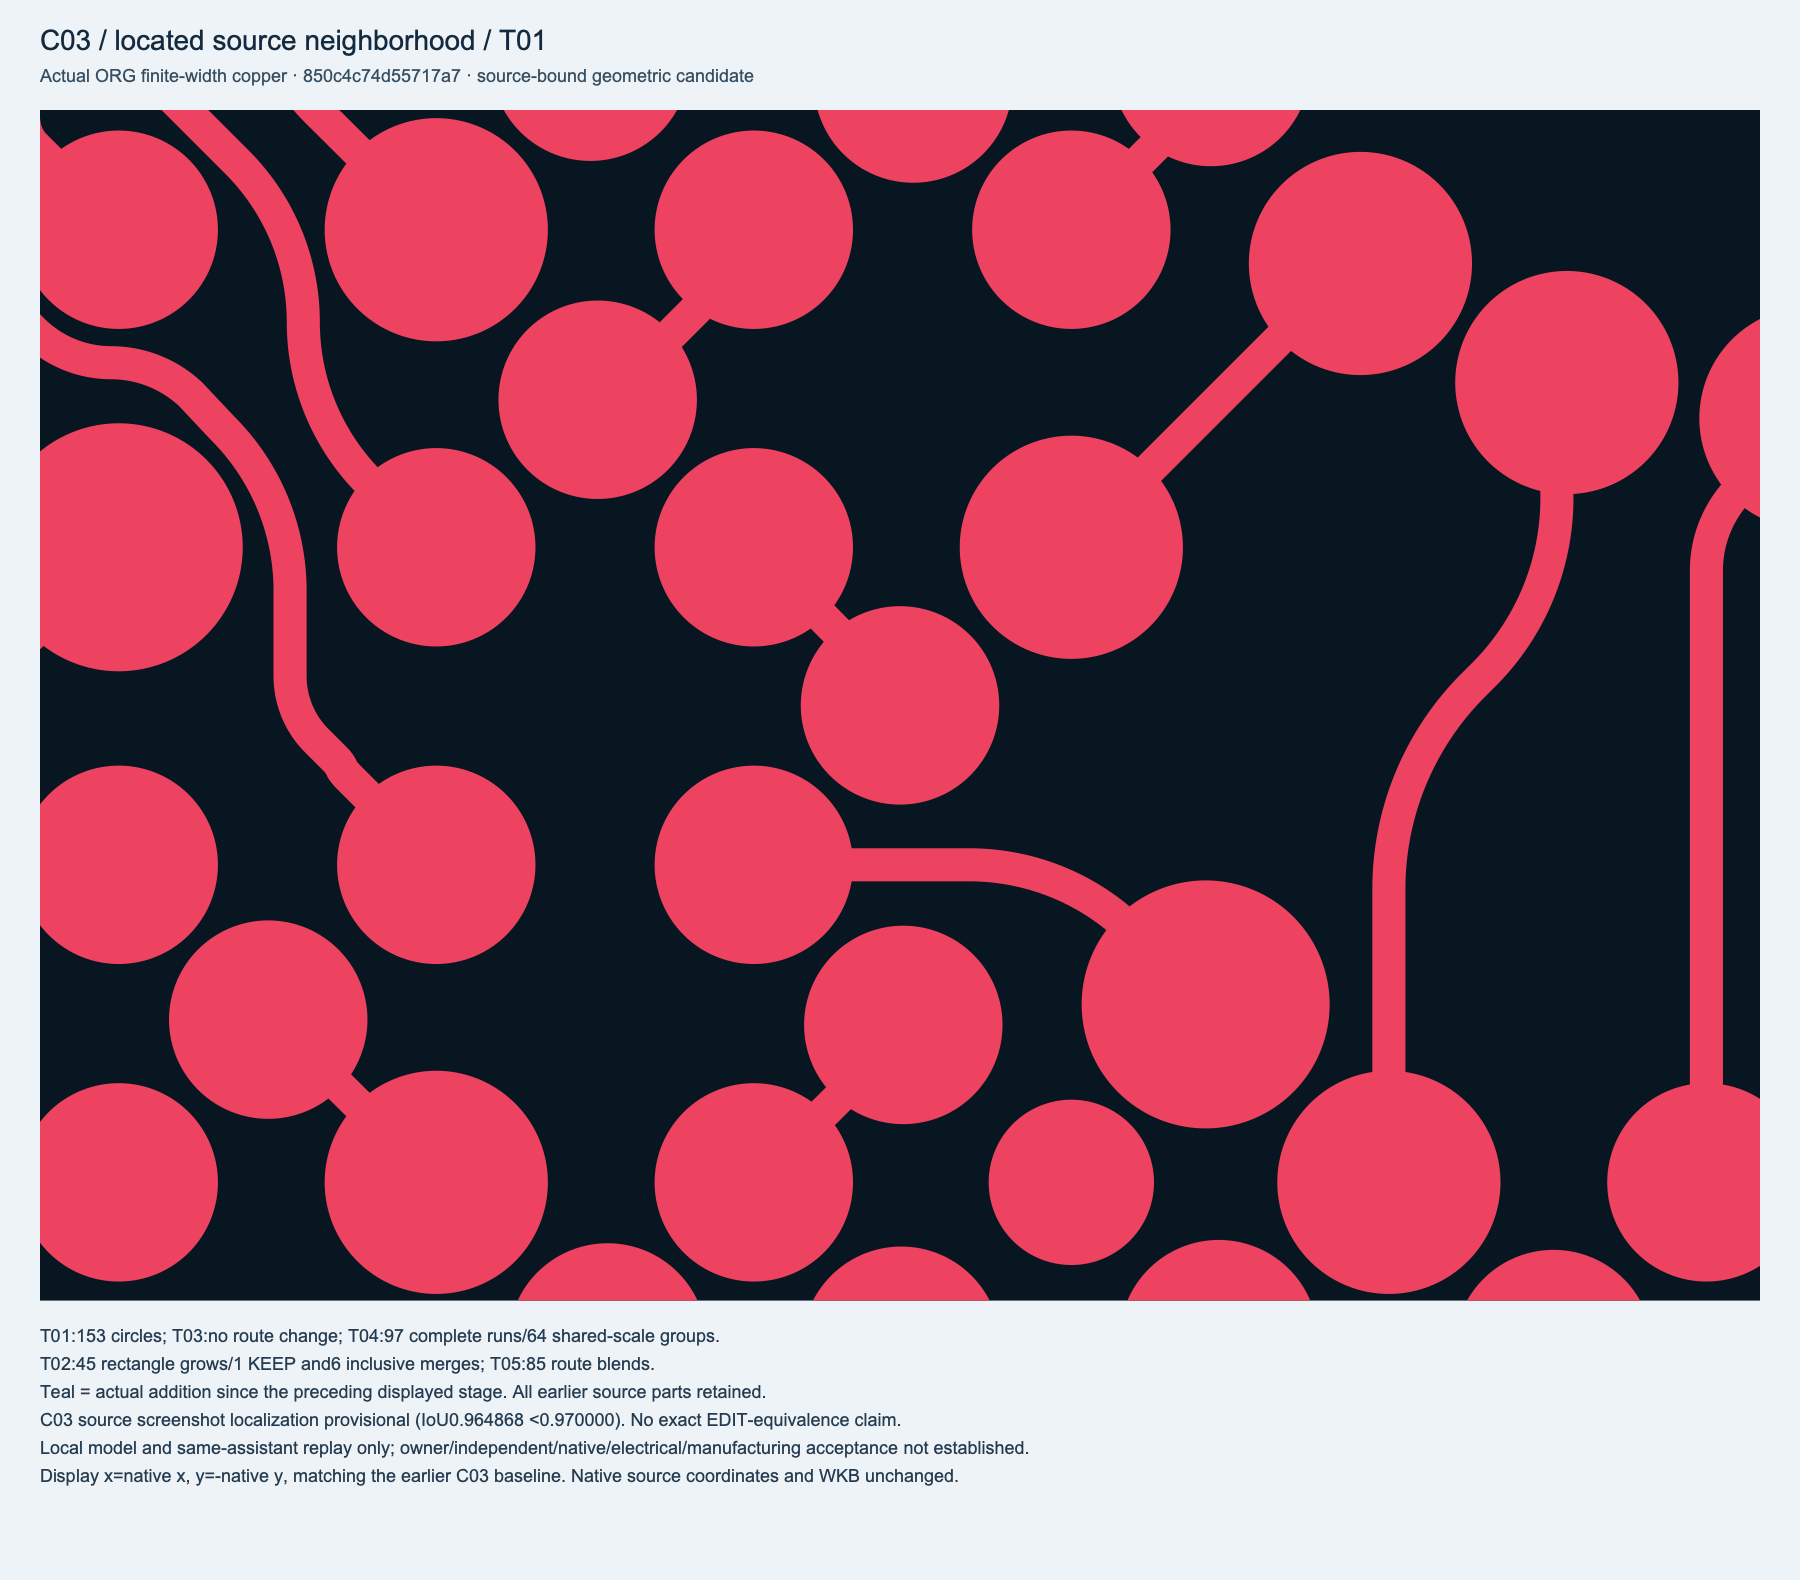 C03 / located source neighborhood / T01
Actual ORG finite-width copper · 850c4c74d55717a7 · source-bound geometric candidate
T01:153 circles; T03:no route change; T04:97 complete runs/64 shared-scale groups.
T02:45 rectangle grows/1 KEEP and6 inclusive merges; T05:85 route blends.
Teal = actual addition since the preceding displayed stage. All earlier source parts retained.
C03 source screenshot localization provisional (IoU0.964868 <0.970000). No exact EDIT-equivalence claim.
Local model and same-assistant replay only; owner/independent/native/electrical/manufacturing acceptance not established.
Display x=native x, y=-native y, matching the earlier C03 baseline. Native source coordinates and WKB unchanged.